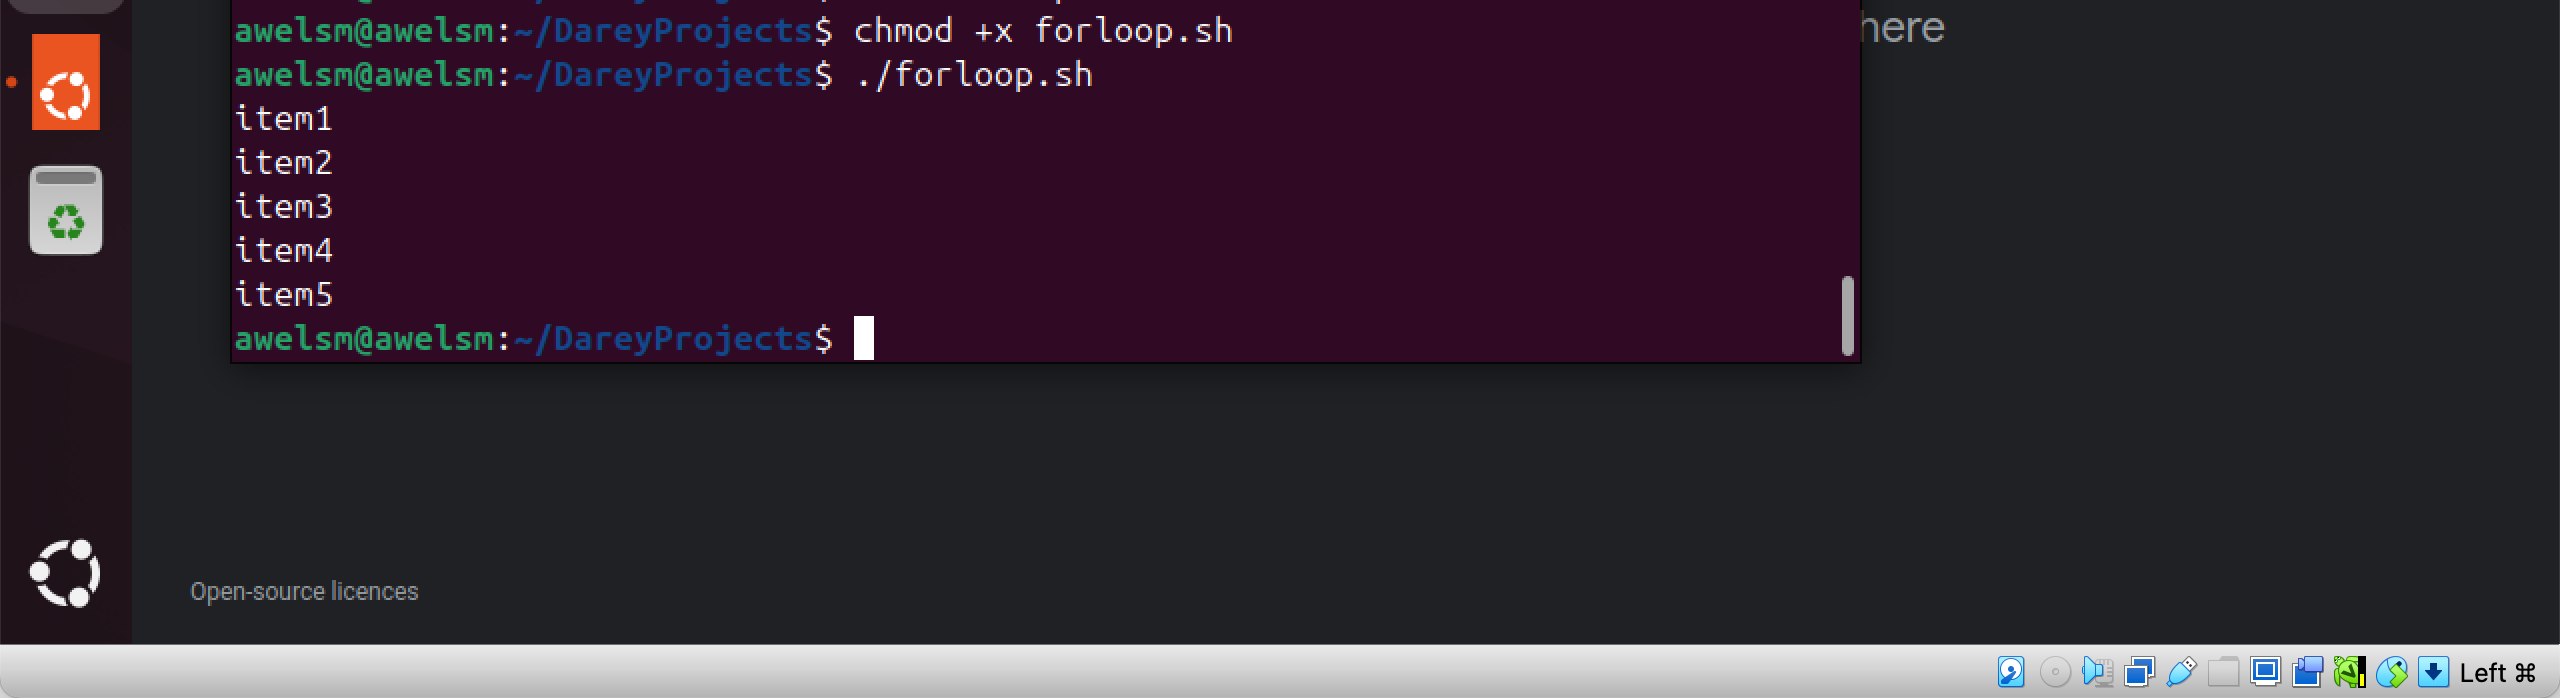 awelsm@awelsm:~/DareyProjects$ chmod +x forloop.sh
here
awelsm@awelsm:~/DareyProjects$ ./forloop.sh
item1
item2
item3
item4
item5
awelsm@awelsm:~/DareyProjects$
Open-source licences
Left ⌘